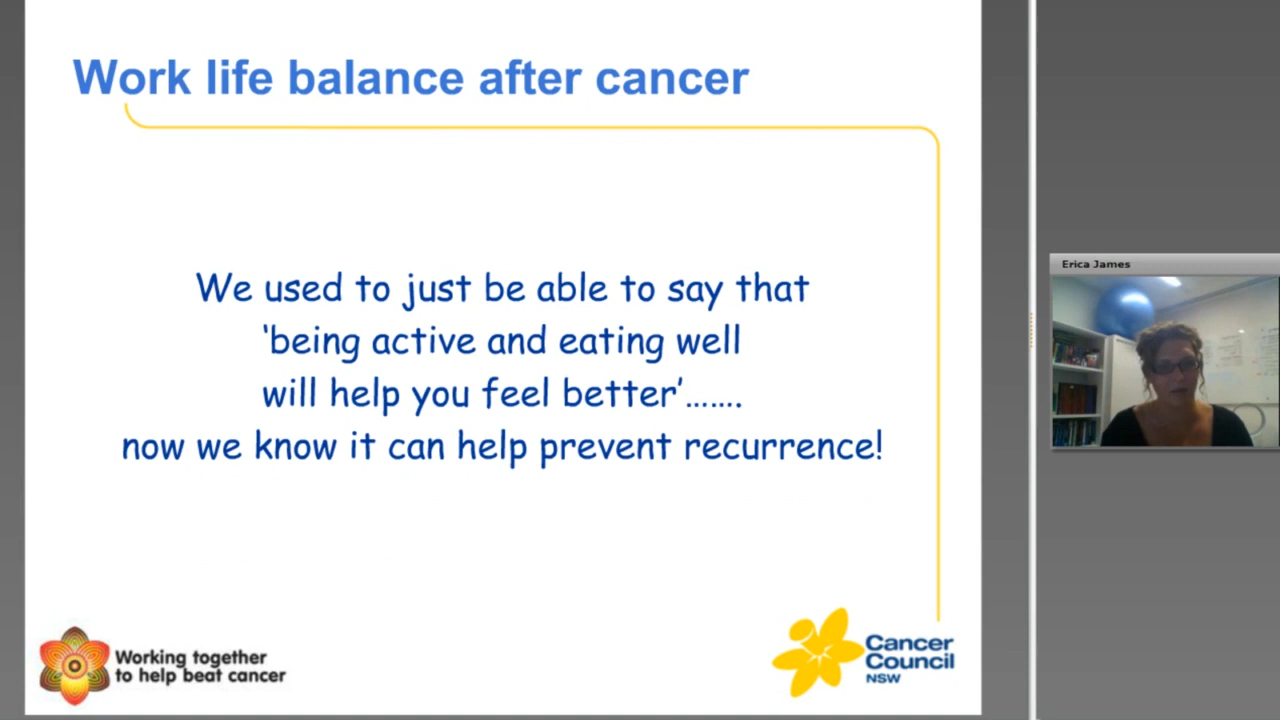 Work life balance after cancer
We used to just be able to say that
‘being active and eating well
will help you feel better’.......
now we know it can help prevent recurrence!
Working together
to help beat cancer
Cancer
Council
NSW
Erica James